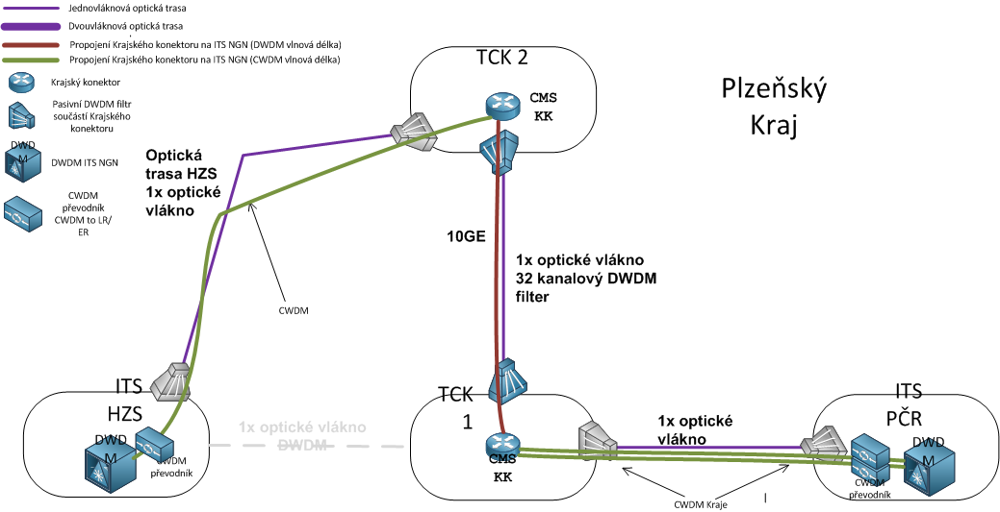 Jednovláknová optická trasa
Dvouvláknová optická trasa
Propojení Krajského konektoru na ITS NGN (DWDM vlnová délka)
Propojení Krajského konektoru na ITS NGN (CWDM vlnová délka)
Krajský konektor
Pasivní DWDM filtr
součástí Krajského
konektoru
DWD
M
DWDM ITS NGN
CWDM
převodník
CWDM to LR/
ER
TCK 2
CMS
KK
Plzeňský
Kraj
Optická
trasa HZS
1x optické
vlákno
10GE
1x optické vlákno
32 kanalový DWDM
filter
CWDM
ITS
HZS
DWD
M
CWDM
převodník
1x optické vlákno
DWDM
TCK
1
CMS
KK
1x optické
vlákno
CWDM Kraje
ITS
PČR
DWD
M
CWDM
převodník